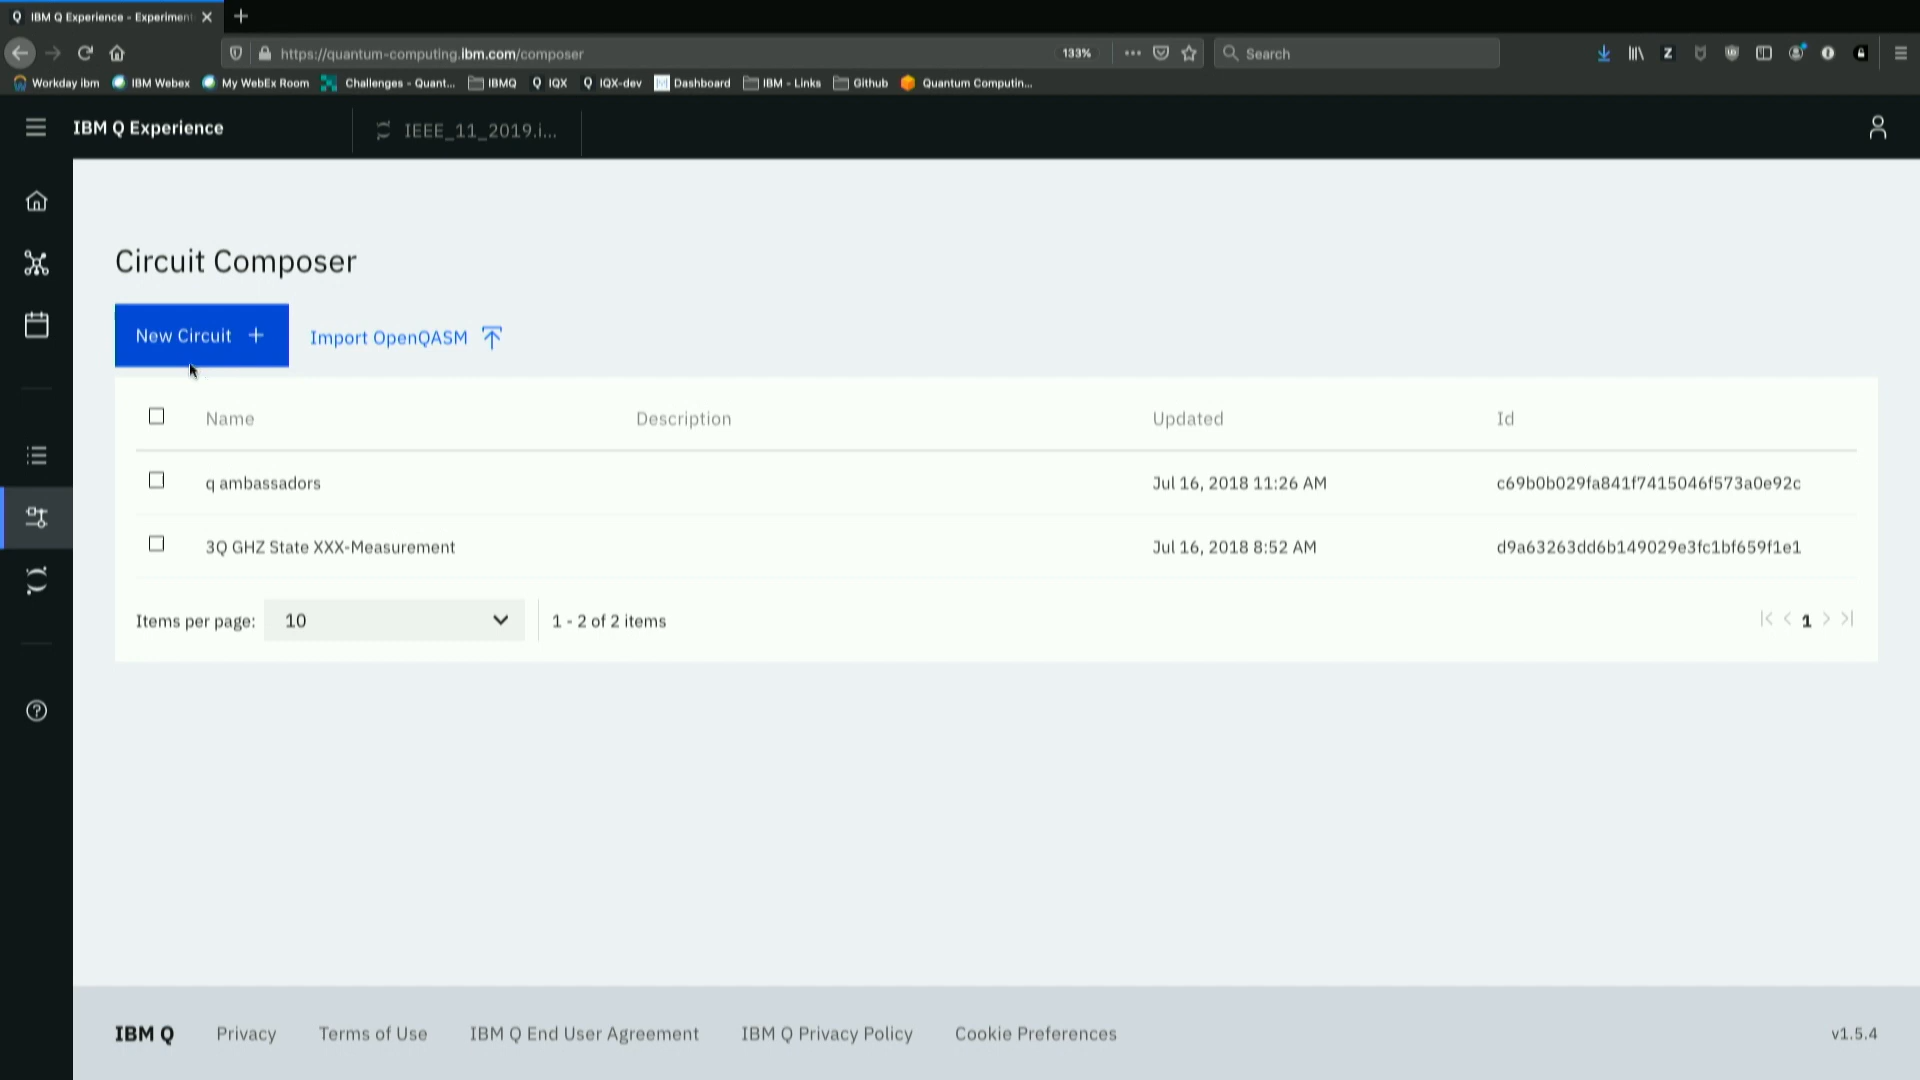 IBM Q Experience - Experiment
https://quantum-computing.ibm.com/composer
133%
Search
Workday ibm
IBM Webex
My WebEx Room
Challenges - Quant...
IBMQ
IQX
IQX-dev
Dashboard
IBM - Links
Github
Quantum Computin...
IBM Q Experience
IEEE_11_2019.i...
Circuit Composer
New Circuit +
Import OpenQASM
Name Description Updated Id
q ambassadors Jul 16, 2018 11:26 AM c69b0b029fa841f7415046f573a0e92c
3Q GHZ State XXX-Measurement Jul 16, 2018 8:52 AM d9a63263dd6b149029e3fc1bf659f1e1
Items per page: 10 1 - 2 of 2 items 1
IBM Q Privacy Terms of Use IBM Q End User Agreement IBM Q Privacy Policy Cookie Preferences v1.5.4